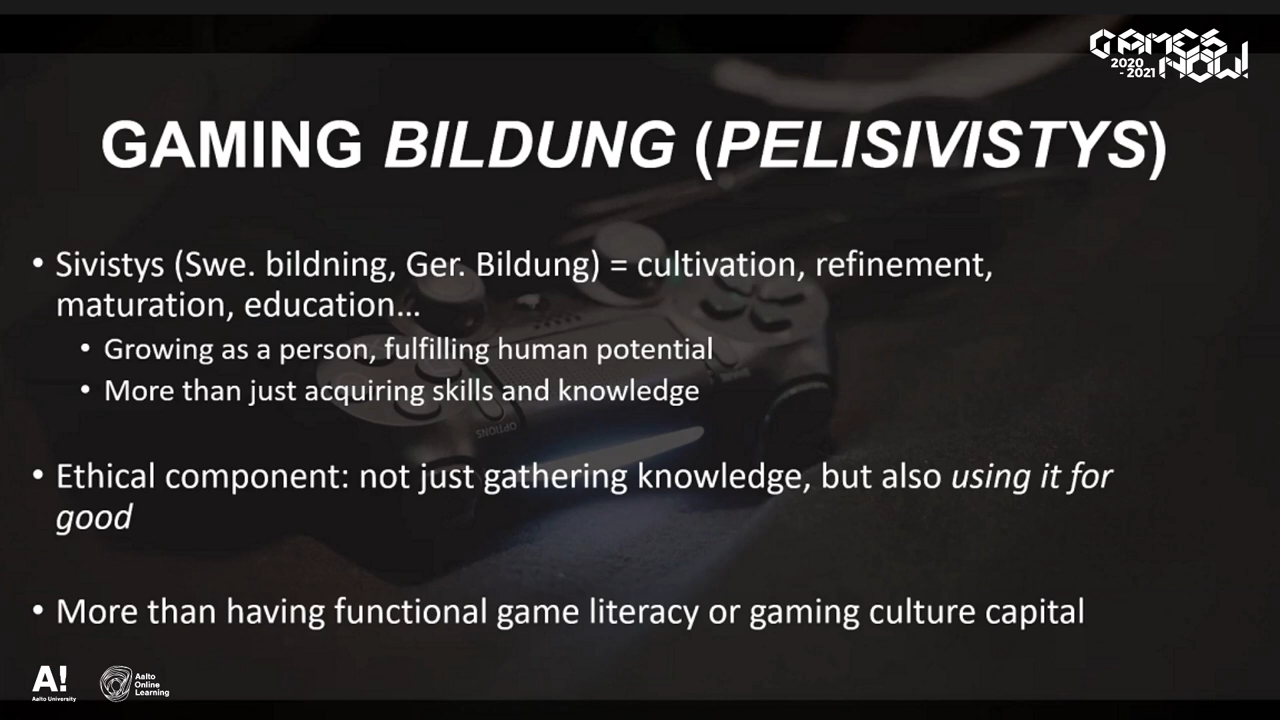 GAMES NOW!
2020
- 2021
GAMING BILDUNG (PELISIVISTYS)
• Sivistys (Swe. bildning, Ger. Bildung) = cultivation, refinement,
maturation, education…
• Growing as a person, fulfilling human potential
• More than just acquiring skills and knowledge
OPTIONS
• Ethical component: not just gathering knowledge, but also using it for
good
• More than having functional game literacy or gaming culture capital
A!
Aalto University
Aalto
Online
Learning